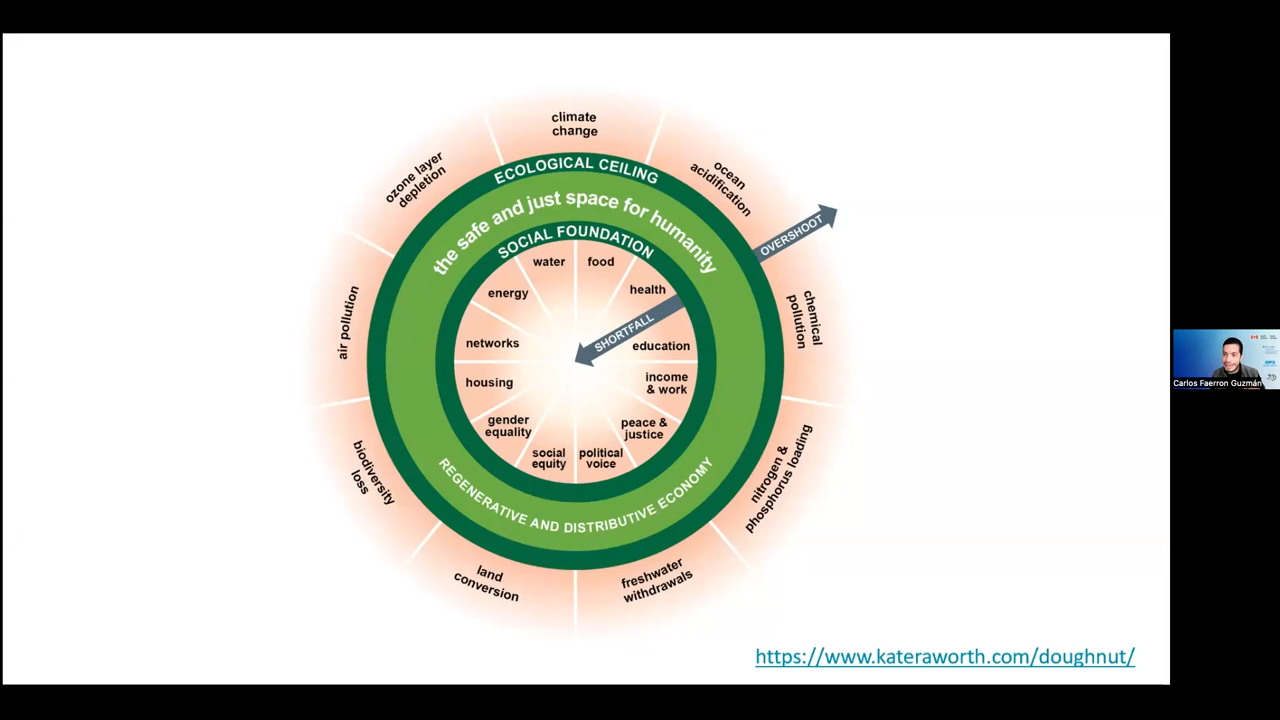 climate
change
ocean
acidification
chemical
pollution
nitrogen &
phosphorus loading
freshwater
withdrawals
land
conversion
biodiversity
loss
air pollution
ozone layer
depletion
ECOLOGICAL CEILING
the safe and just space for humanity
SOCIAL FOUNDATION
OVERSHOOT
SHORTFALL
water
food
health
education
income
& work
peace &
justice
political
voice
social
equity
gender
equality
housing
networks
energy
REGENERATIVE AND DISTRIBUTIVE ECONOMY
https://www.kateraworth.com/doughnut/
Carlos Faerron Guzmán